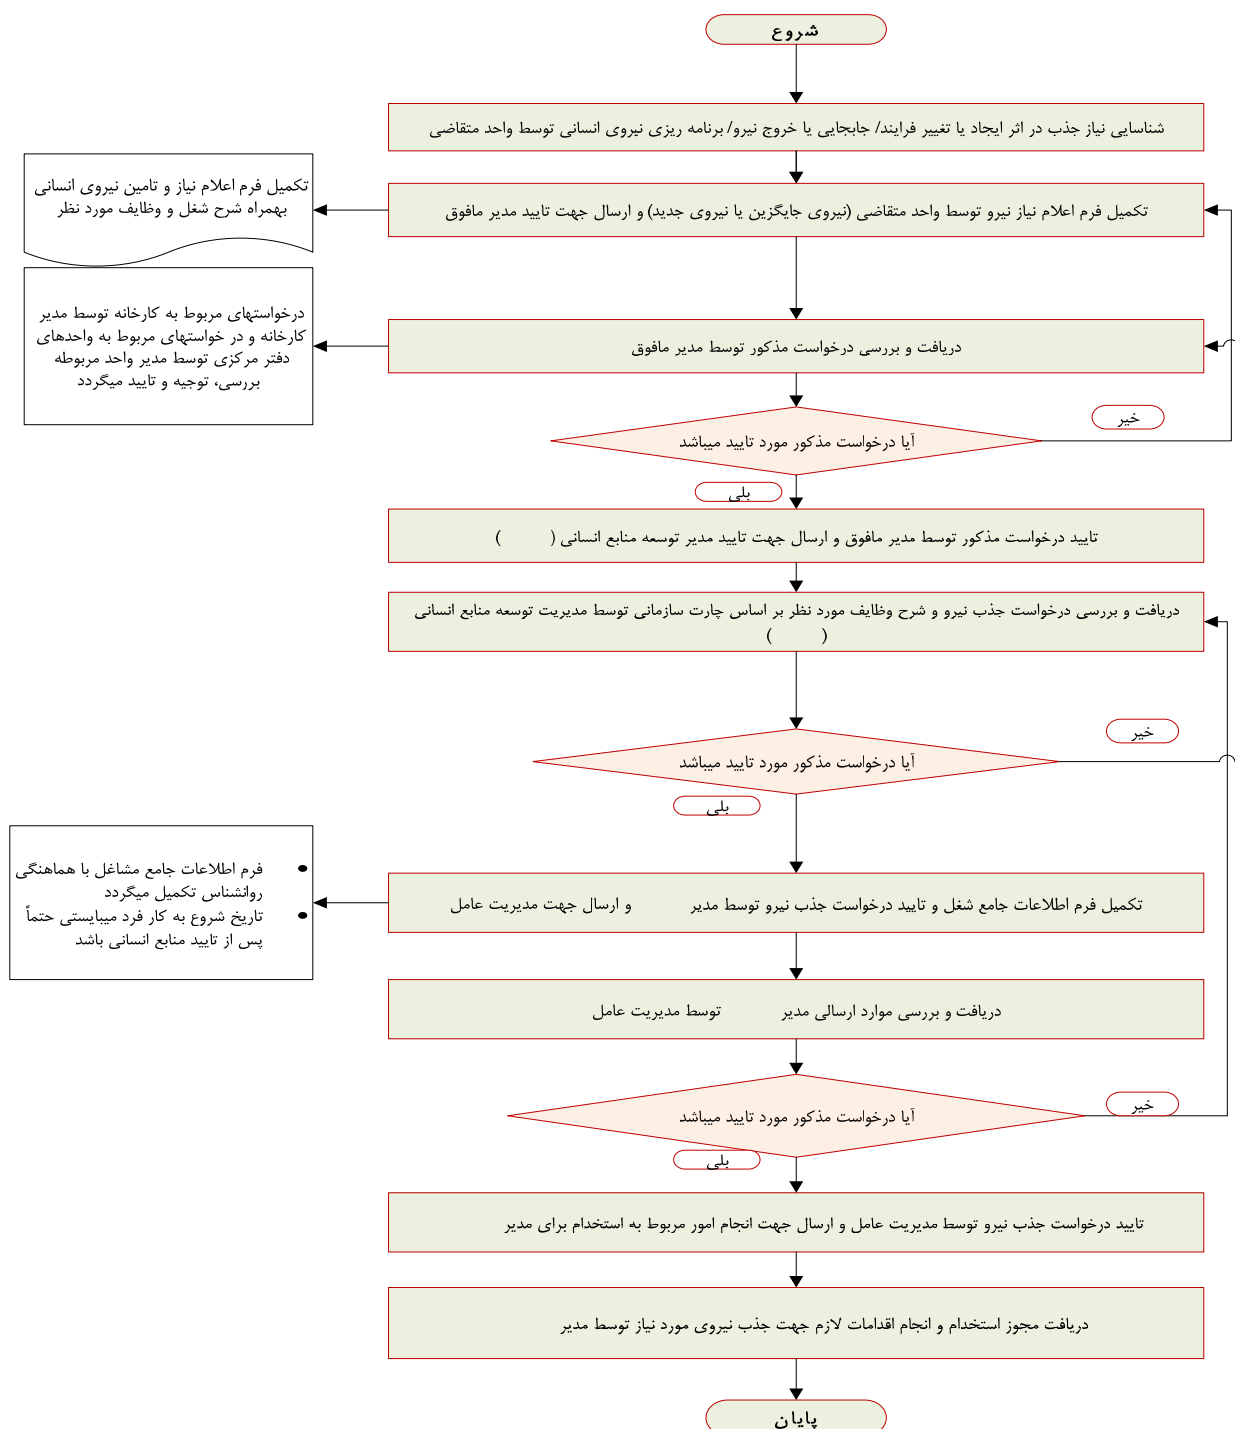 شروع
شناسایی نیاز جذب در اثر ایجاد یا تغییر فرایند/ جابجایی یا خروج نیرو/ برنامه ریزی نیروی انسانی توسط واحد متقاضی
تکمیل فرم اعلام نیاز نیرو توسط واحد متقاضی (نیروی جایگزین یا نیروی جدید) و ارسال جهت تایید مدیر مافوق
تکمیل فرم اعلام نیاز و تامین نیروی انسانی
بهمراه شرح شغل و وظایف مورد نظر
دریافت و بررسی درخواست مذکور توسط مدیر مافوق
درخواستهای مربوط به کارخانه توسط مدیر
کارخانه و در خواستهای مربوط به واحدهای
دفتر مرکزی توسط مدیر واحد مربوطه
بررسی، توجیه و تایید میگردد
خیر
آیا درخواست مذکور مورد تایید میباشد
بلی
تایید درخواست مذکور توسط مدیر مافوق و ارسال جهت تایید مدیر توسعه منابع انسانی (          )
دریافت و بررسی درخواست جذب نیرو و شرح وظایف مورد نظر بر اساس چارت سازمانی توسط مدیریت توسعه منابع انسانی
(          )
خیر
آیا درخواست مذکور مورد تایید میباشد
بلی
تکمیل فرم اطلاعات جامع شغل و تایید درخواست جذب نیرو توسط مدیر و ارسال جهت مدیریت عامل
• فرم اطلاعات جامع مشاغل با هماهنگی
روانشناس تکمیل میگردد
• تاریخ شروع به کار فرد میبایستی حتماً
پس از تایید منابع انسانی باشد
دریافت و بررسی موارد ارسالی مدیر توسط مدیریت عامل
خیر
آیا درخواست مذکور مورد تایید میباشد
بلی
تایید درخواست جذب نیرو توسط مدیریت عامل و ارسال جهت انجام امور مربوط به استخدام برای مدیر
دریافت مجوز استخدام و انجام اقدامات لازم جهت جذب نیروی مورد نیاز توسط مدیر
پایان